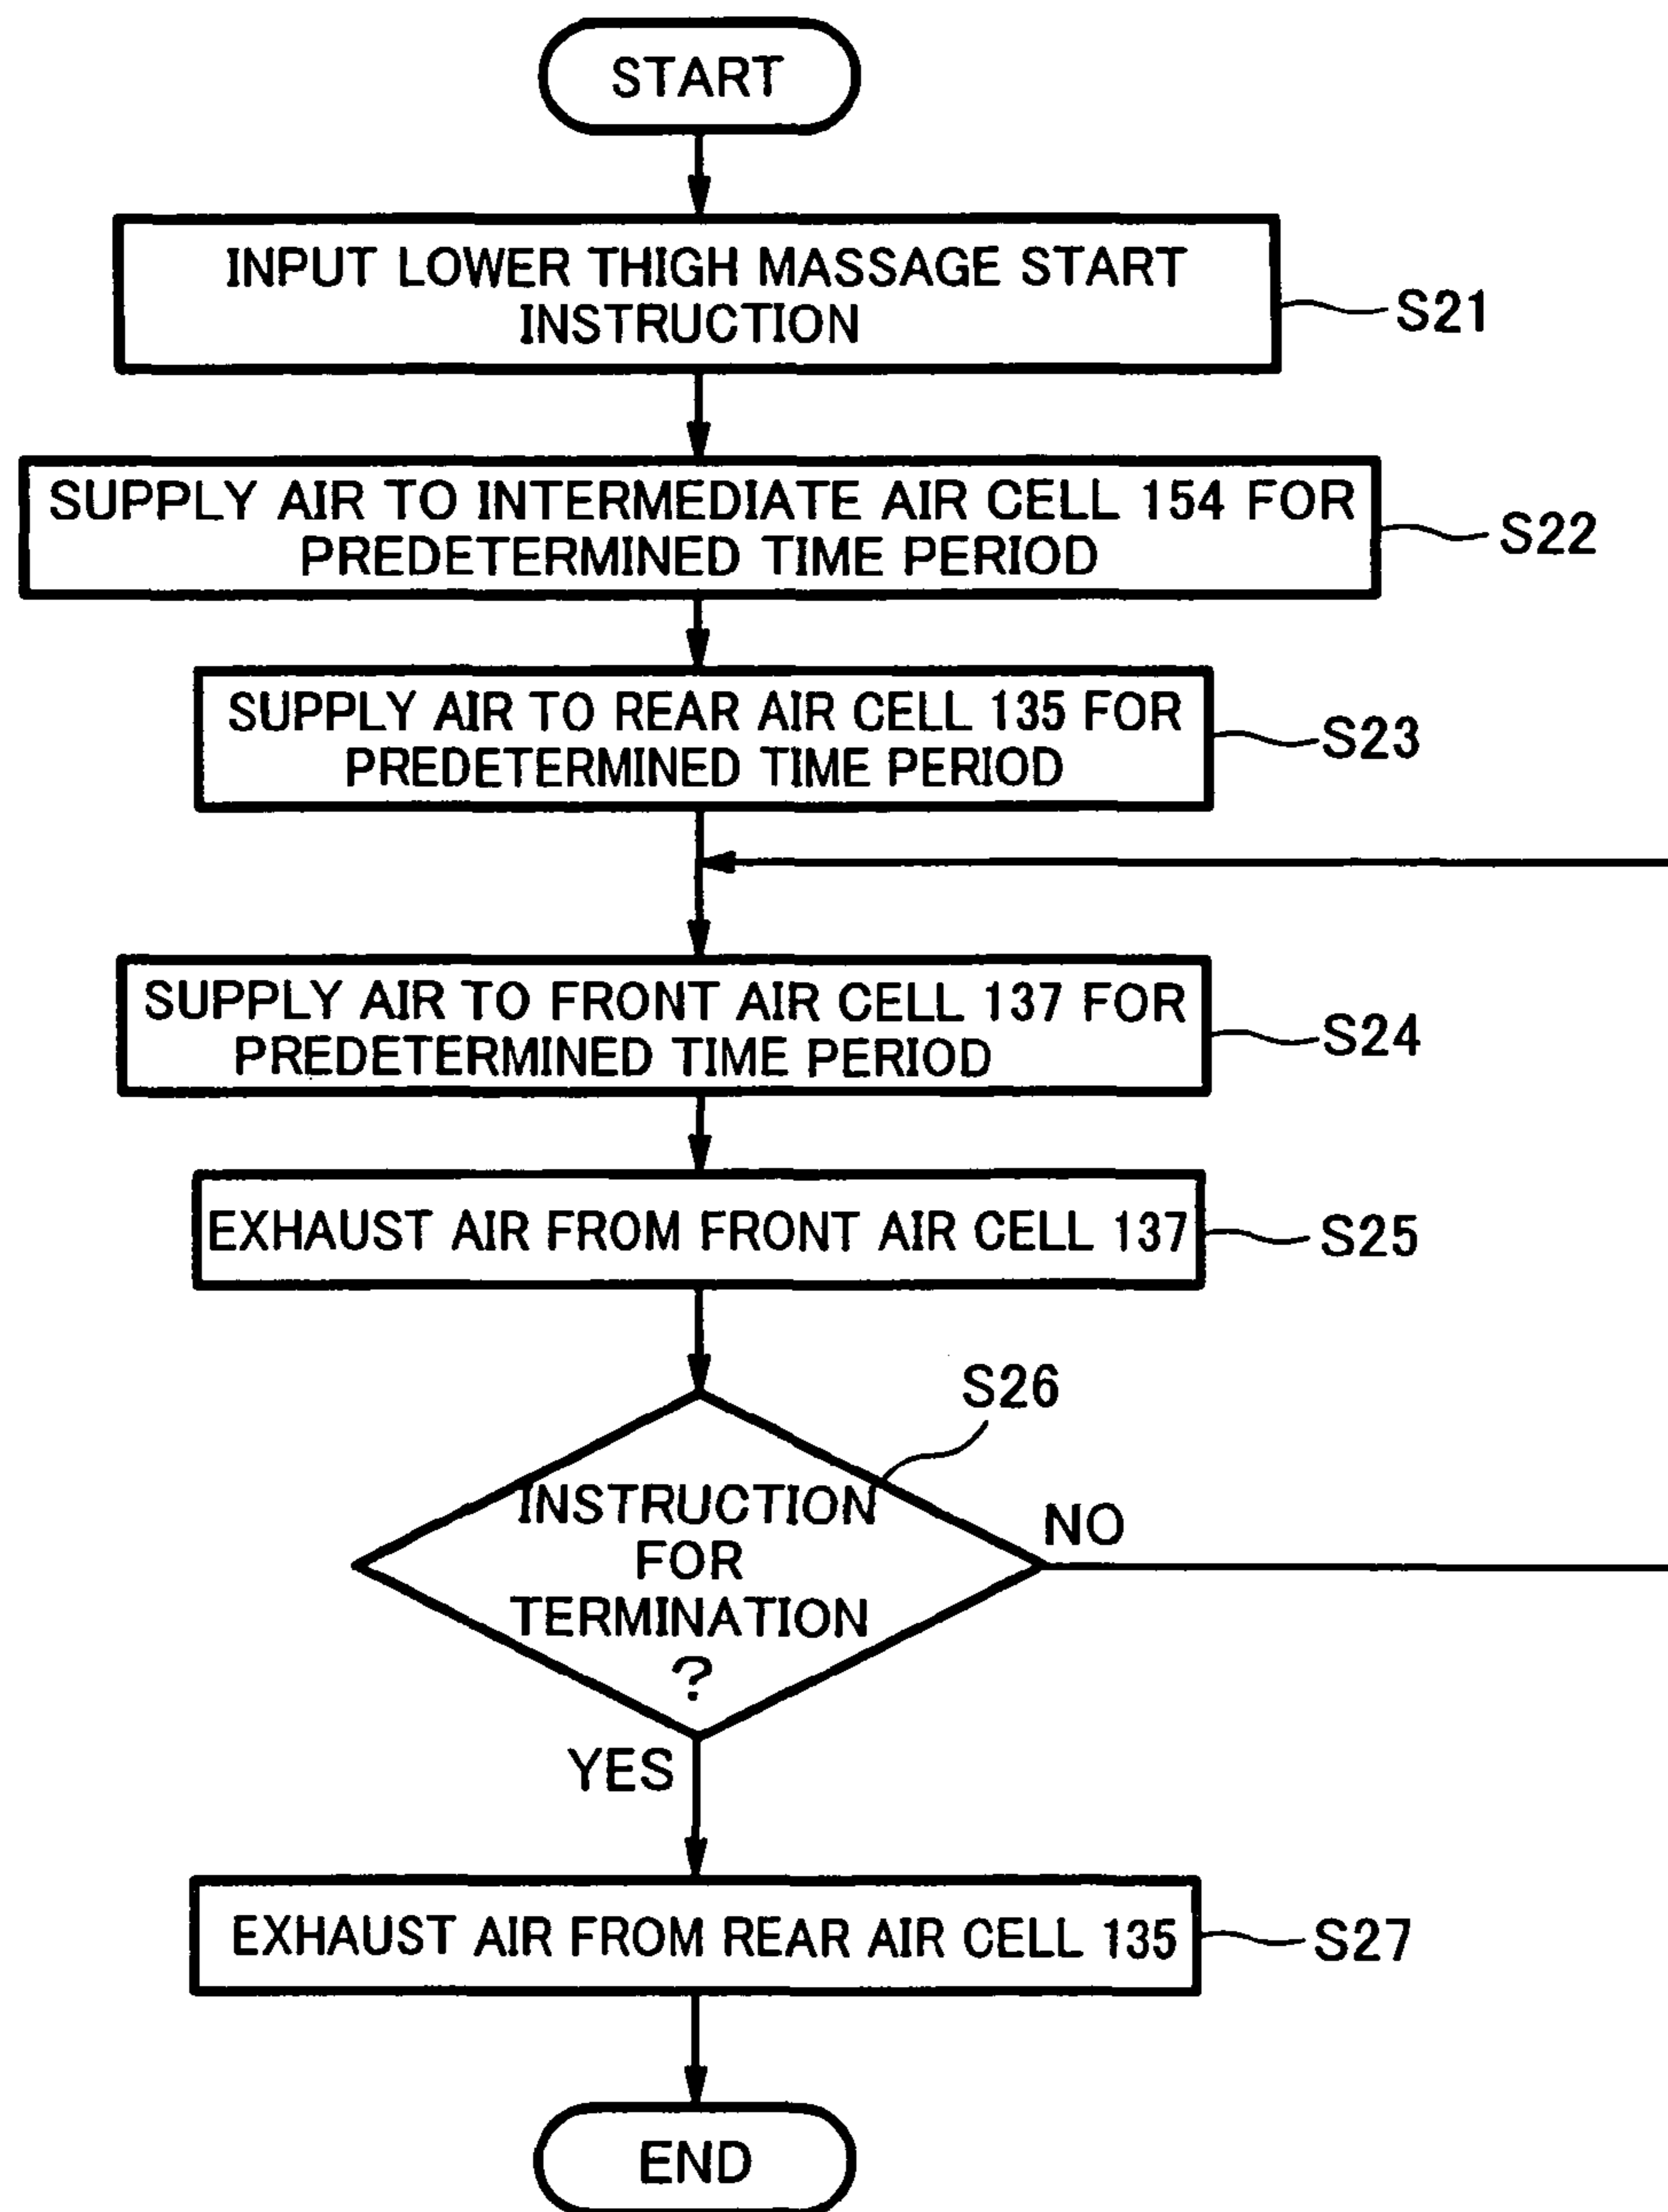 START
INPUT LOWER THIGH MASSAGE START
INSTRUCTION
S21
SUPPLY AIR TO INTERMEDIATE AIR CELL 154 FOR
PREDETERMINED TIME PERIOD
S22
SUPPLY AIR TO REAR AIR CELL 135 FOR
PREDETERMINED TIME PERIOD
S23
SUPPLY AIR TO FRONT AIR CELL 137 FOR
PREDETERMINED TIME PERIOD
S24
EXHAUST AIR FROM FRONT AIR CELL 137
S25
S26
INSTRUCTION
FOR
TERMINATION
?
NO
YES
EXHAUST AIR FROM REAR AIR CELL 135
S27
END